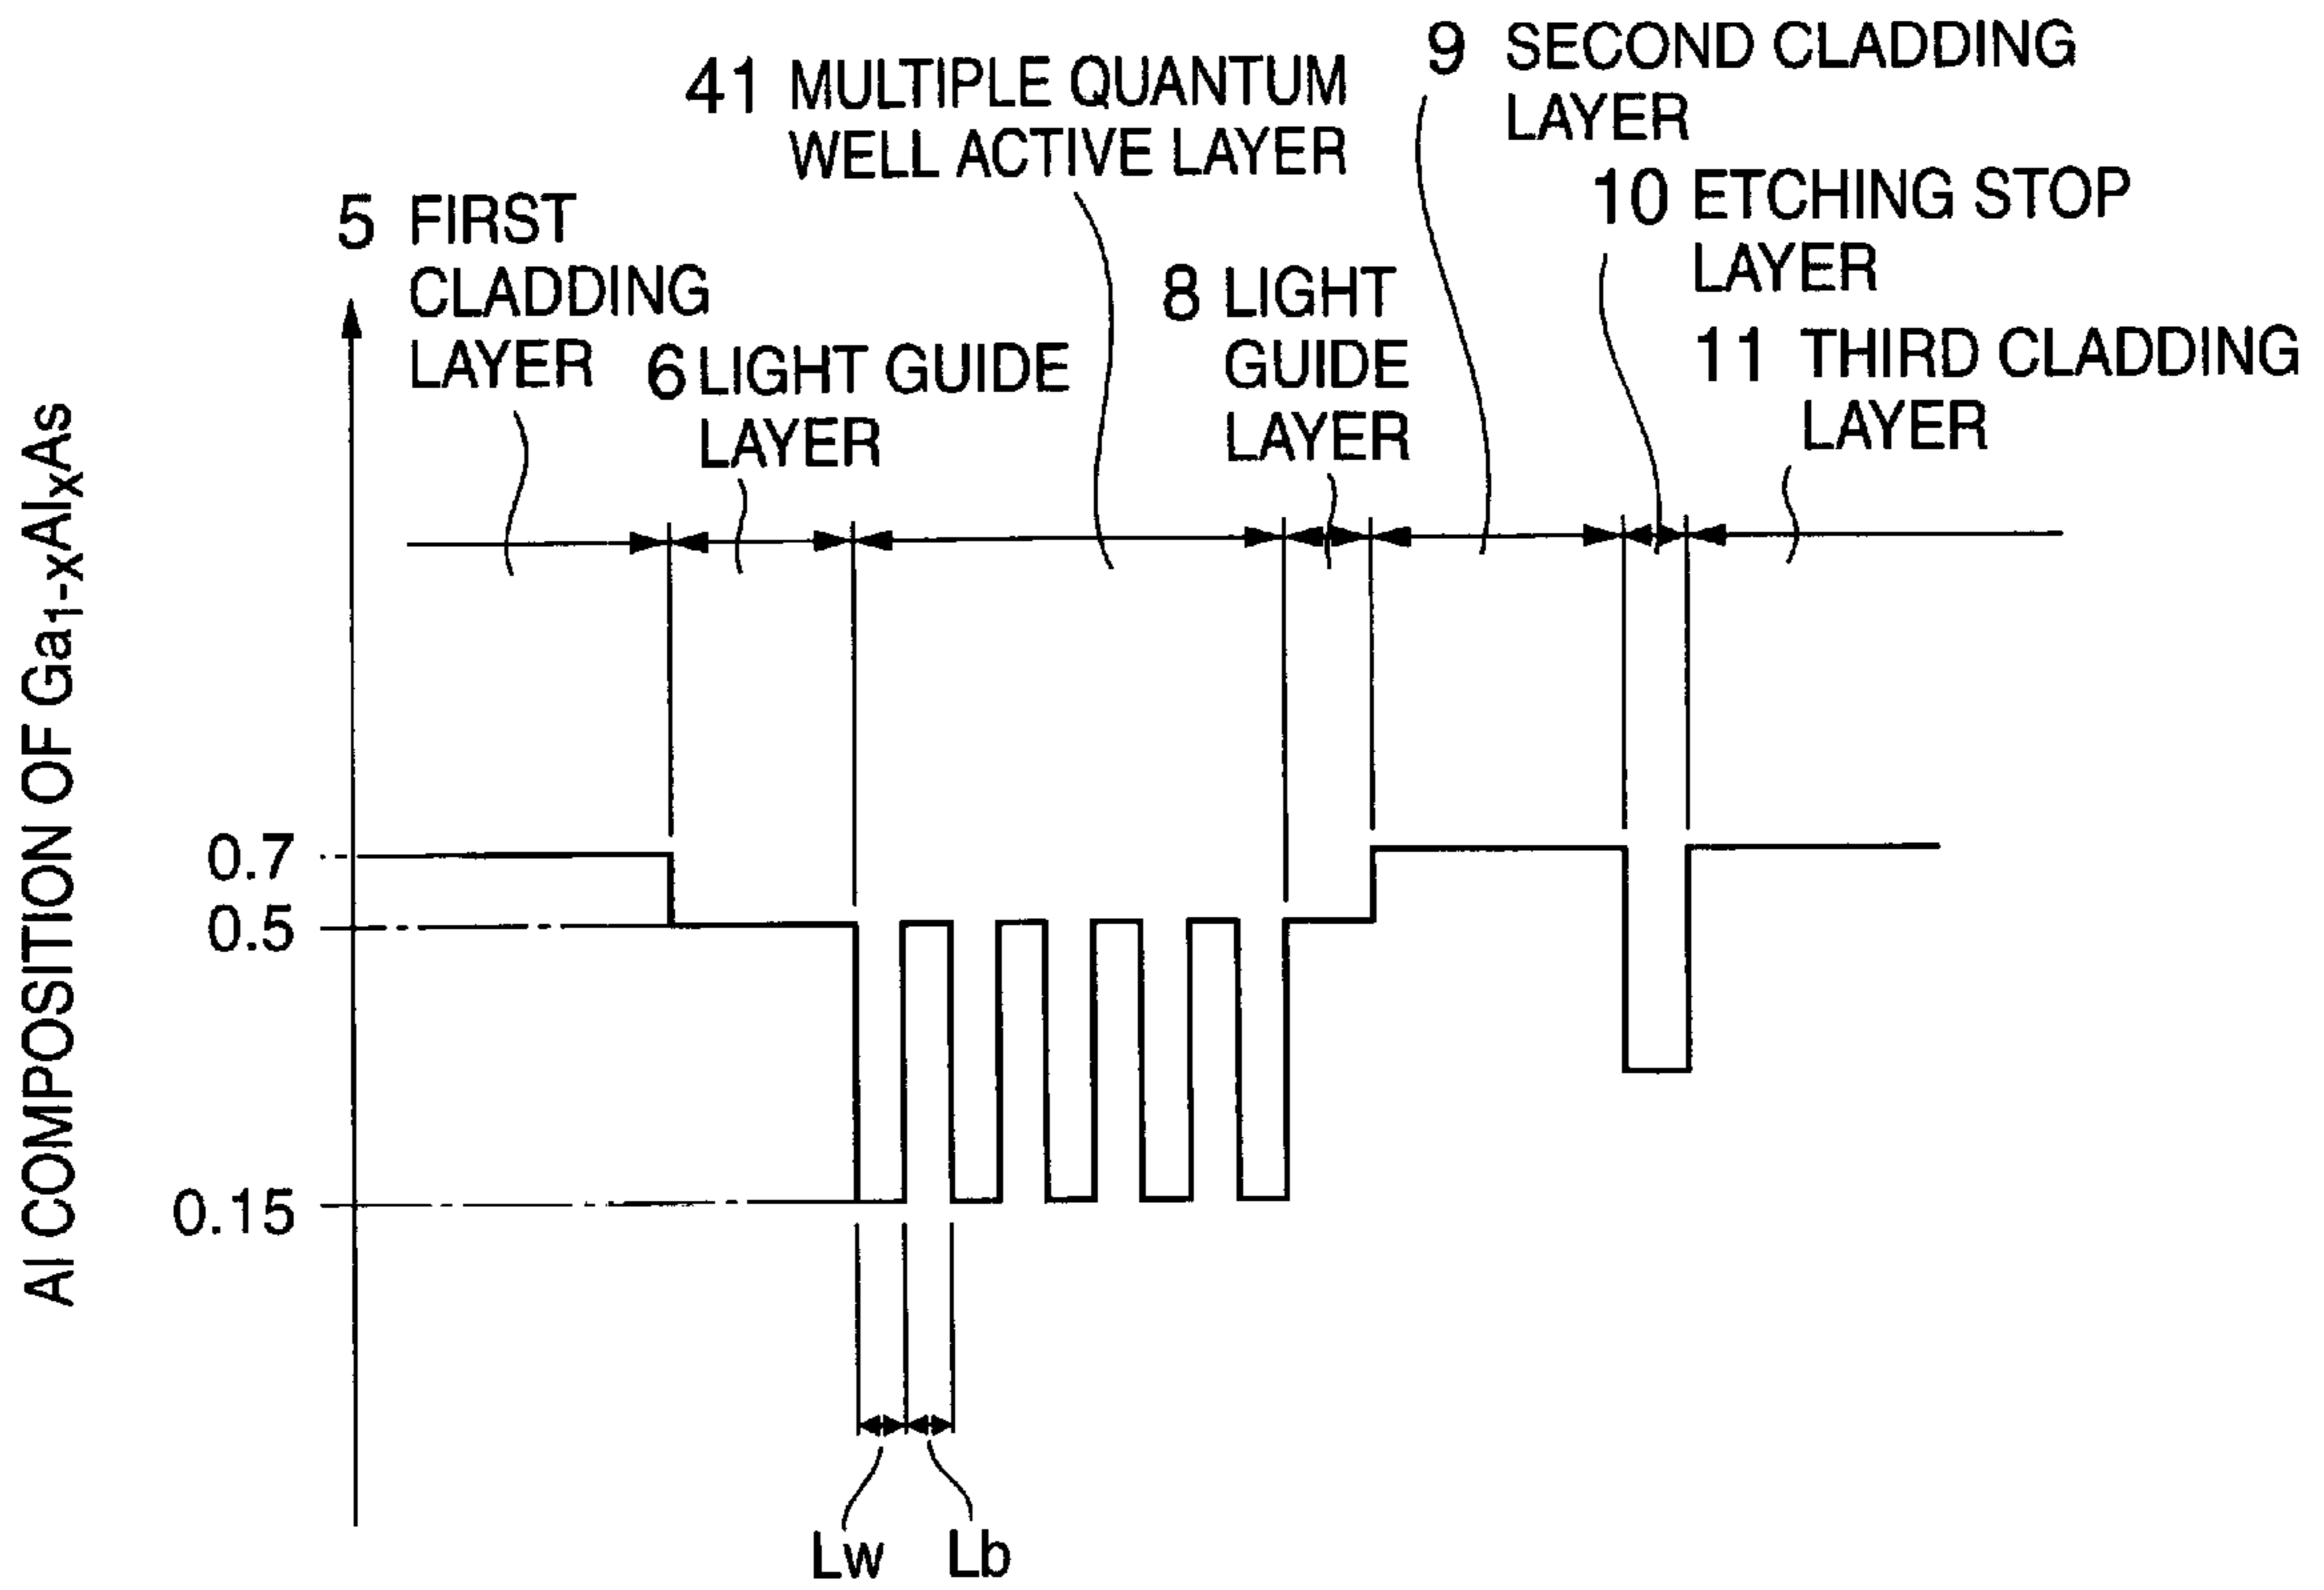 9 SECOND CLADDING
LAYER
41 MULTIPLE QUANTUM
WELL ACTIVE LAYER
10 ETCHING STOP
LAYER
5 FIRST
CLADDING
LAYER
8 LIGHT
GUIDE
LAYER
11 THIRD CLADDING
LAYER
6 LIGHT GUIDE
LAYER
Al COMPOSITION OF Ga1-xAlxAs
0.7
0.5
0.15
Lw
Lb